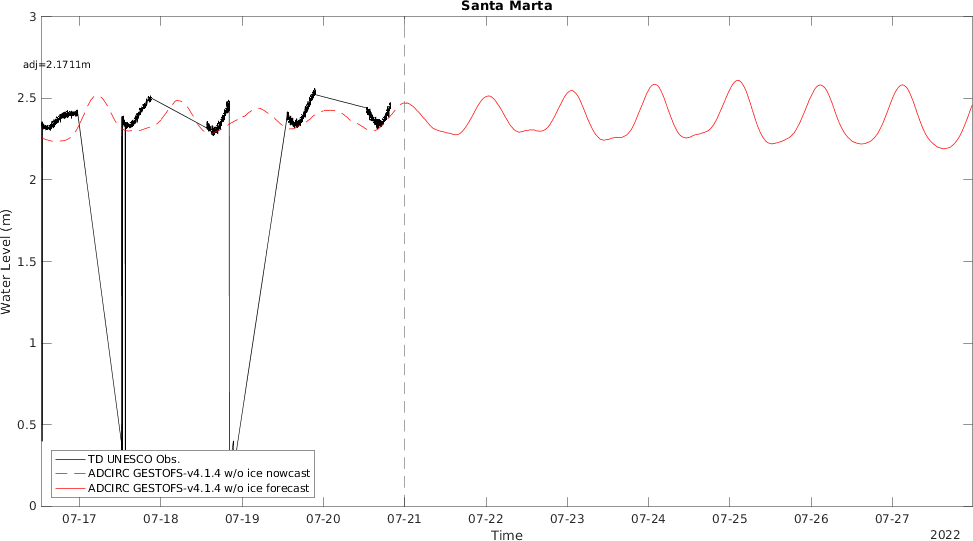 Santa Marta
adj=2.1711m
3
2.5
2
1.5
1
0.5
0
Water Level (m)
TD UNESCO Obs.
ADCIRC GESTOFS-v4.1.4 w/o ice nowcast
ADCIRC GESTOFS-v4.1.4 w/o ice forecast
07-17 07-18 07-19 07-20 07-21 07-22 07-23 07-24 07-25 07-26 07-27
Time
2022